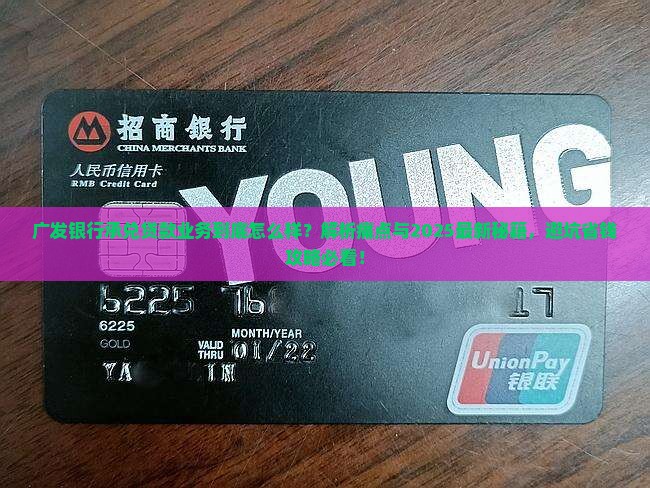 招商銀行
CHINA MERCHANTS BANK
人民币信用卡
RMB Credit Card
YOUNG
广发银行承兑贷款业务到底怎么样？解析痛点与2025最新秘籍，避坑省钱
攻略必看！
6225 76 17
6225
GOLD
MONTH/YEAR
VALID
THRU 01/22
YA IN
UnionPay
银联